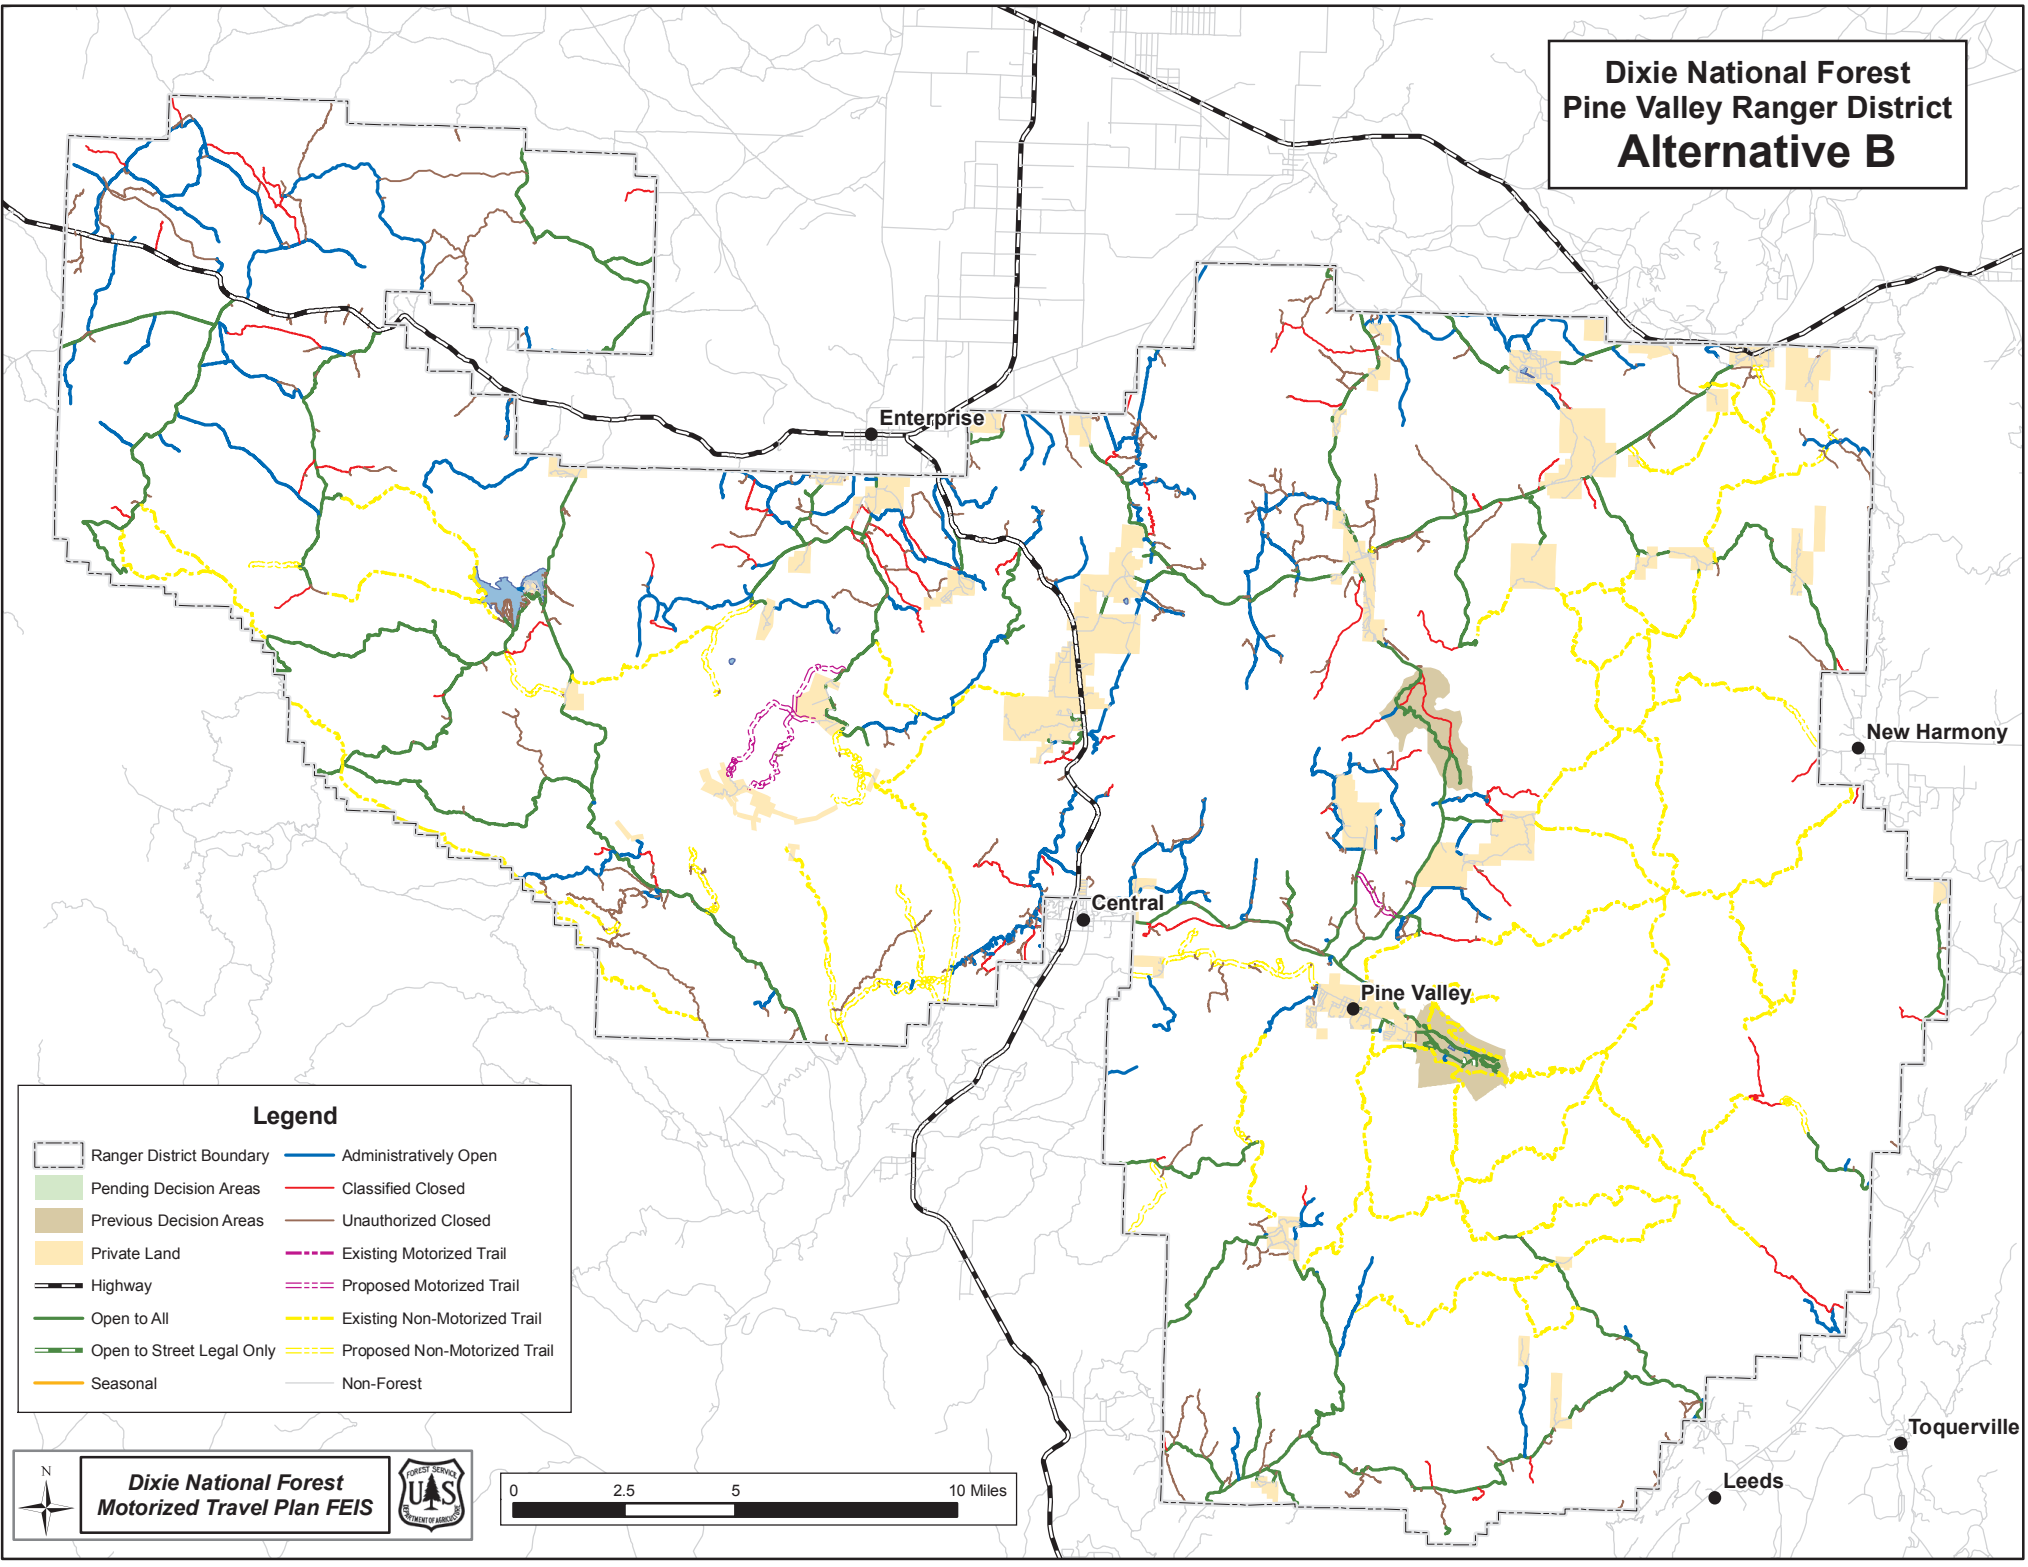 Dixie National Forest
Pine Valley Ranger District
Alternative B
Enterprise
New Harmony
Central
Pine Valley
Toquerville
Leeds
Legend
Ranger District Boundary
Pending Decision Areas
Previous Decision Areas
Private Land
Highway
Open to All
Open to Street Legal Only
Seasonal
Administratively Open
Classified Closed
Unauthorized Closed
Existing Motorized Trail
Proposed Motorized Trail
Existing Non-Motorized Trail
Proposed Non-Motorized Trail
Non-Forest
N
Dixie National Forest
Motorized Travel Plan FEIS
FOREST SERVICE
U S
DEPARTMENT OF AGRICULTURE
0 2.5 5 10 Miles